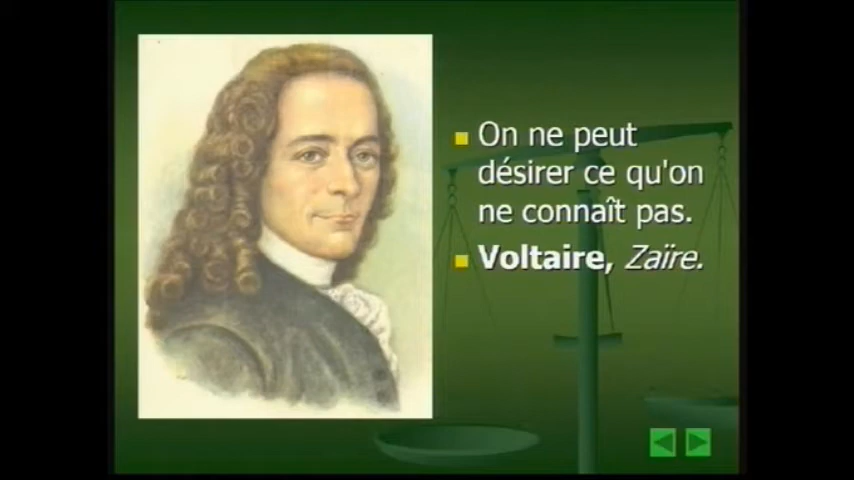 On ne peut
désirer ce qu'on
ne connaît pas.
Voltaire, Zaïre.